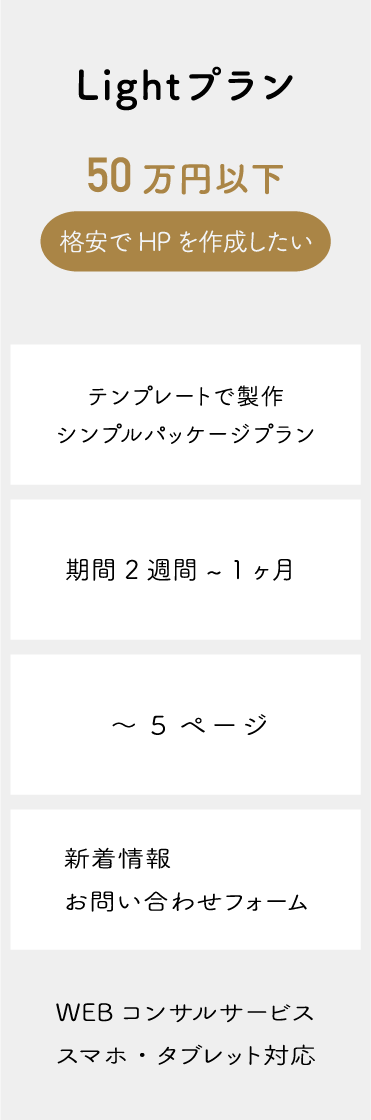 Lightプラン
50 万円以下
格安で HP を作成したい
テンプレートで製作
シンプルパッケージプラン
期間 2 週間 ~ 1 ヶ月
〜 5 ページ
新着情報
お問い合わせフォーム
WEB コンサルサービス
スマホ・タブレット対応